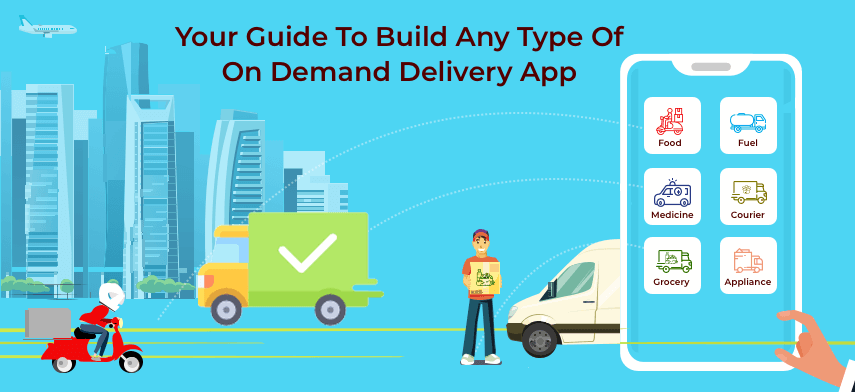 Your Guide To Build Any Type Of
On Demand Delivery App
Food
Fuel
Medicine
Courier
Grocery
Appliance